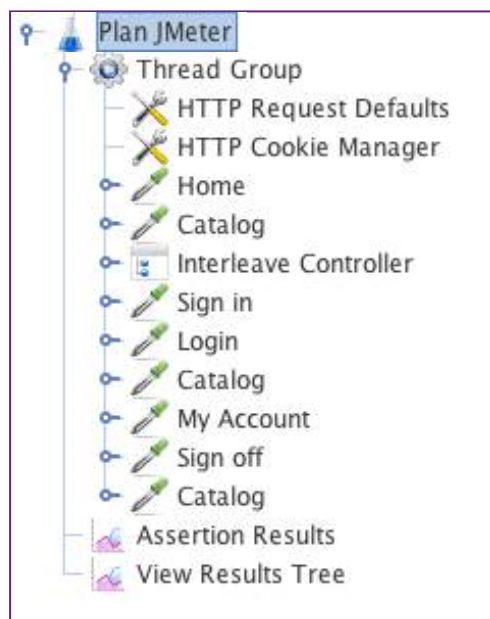 Plan JMeter
Thread Group
HTTP Request Defaults
HTTP Cookie Manager
Home
Catalog
Interleave Controller
Sign in
Login
Catalog
My Account
Sign off
Catalog
Assertion Results
View Results Tree